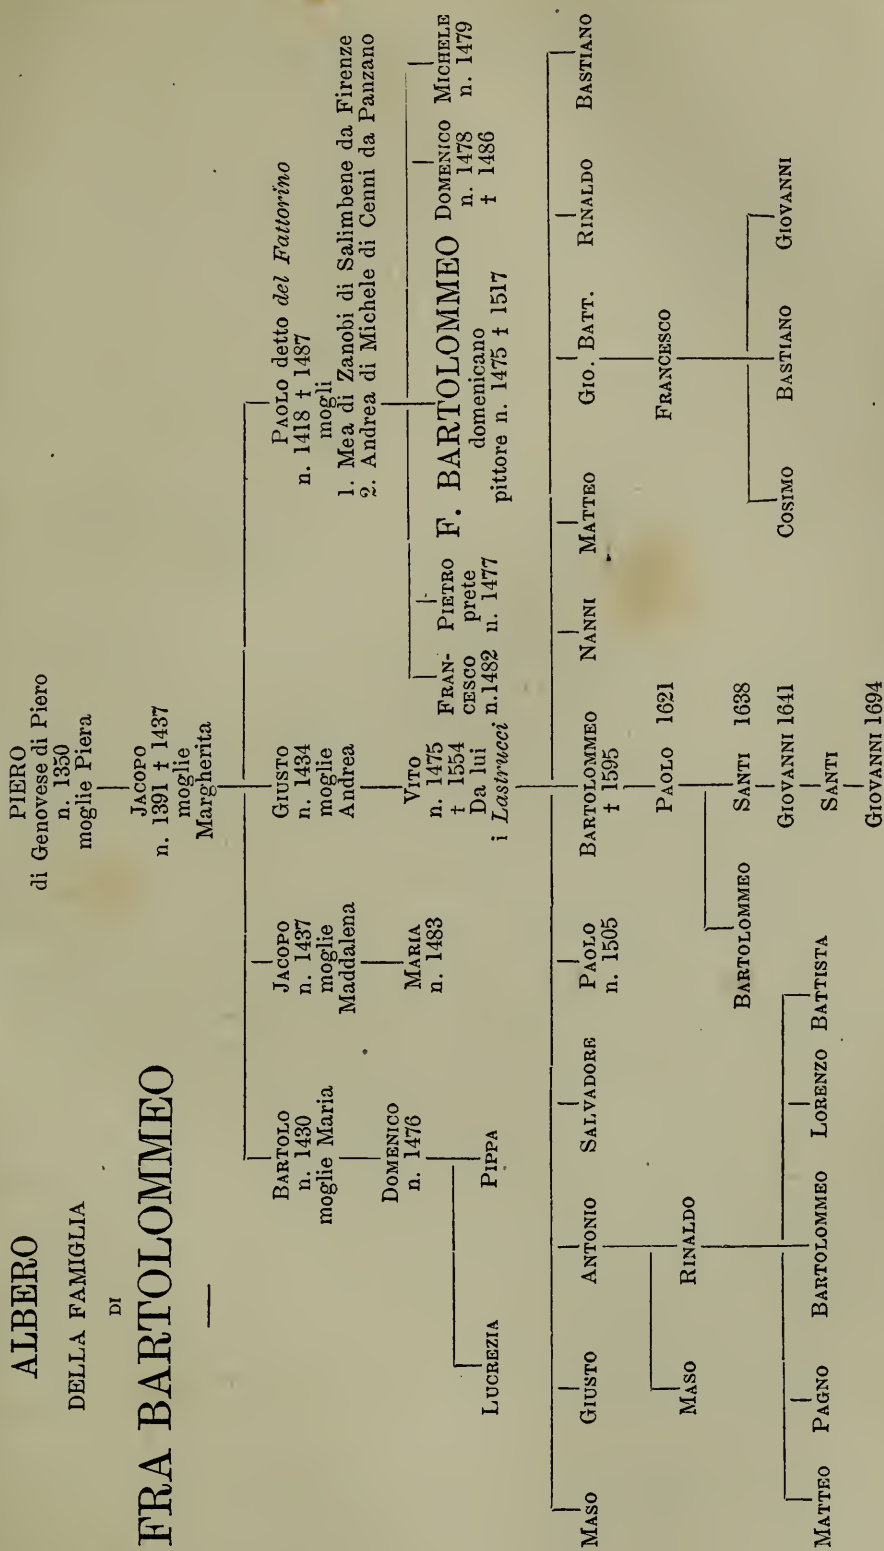 ALBERO
DELLA FAMIGLIA
DI
FRA BARTOLOMMEO
PIERO
di Genovese di Piero
n. 1350
moglie Piera
JACOPO
n. 1391 † 1437
moglie
Margherita
BARTOLO
n. 1430
moglie Maria
JACOPO
n. 1437
moglie
Maddalena
GIUSTO
n. 1434
moglie
Andrea
PAOLO detto del Fattorino
n. 1418 † 1487
mogli
1. Mea di Zanobi di Salimbene da Firenze
2. Andrea di Michele di Cenni da Panzano
DOMENICO
n. 1476
MARIA
n. 1483
VITO
n. 1475
† 1554
Da lui
i Lastrucci
FRAN-
CESCO
n. 1482
PIETRO
prete
n. 1477
F. BARTOLOMMEO
domenicano
pittore n. 1475 † 1517
DOMENICO
n. 1478
† 1486
MICHELE
n. 1479
LUCREZIA
PIPPA
MASO
GIUSTO
ANTONIO
SALVADORE
PAOLO
n. 1505
BARTOLOMMEO
† 1595
NANNI
MATTEO
GIO. BATT.
RINALDO
BASTIANO
MASO
RINALDO
PAOLO 1621
FRANCESCO
BARTOLOMMEO
SANTI 1638
MATTEO
PAGNO
BARTOLOMMEO
LORENZO
BATTISTA
GIOVANNI 1641
COSIMO
BASTIANO
GIOVANNI
SANTI
GIOVANNI 1694